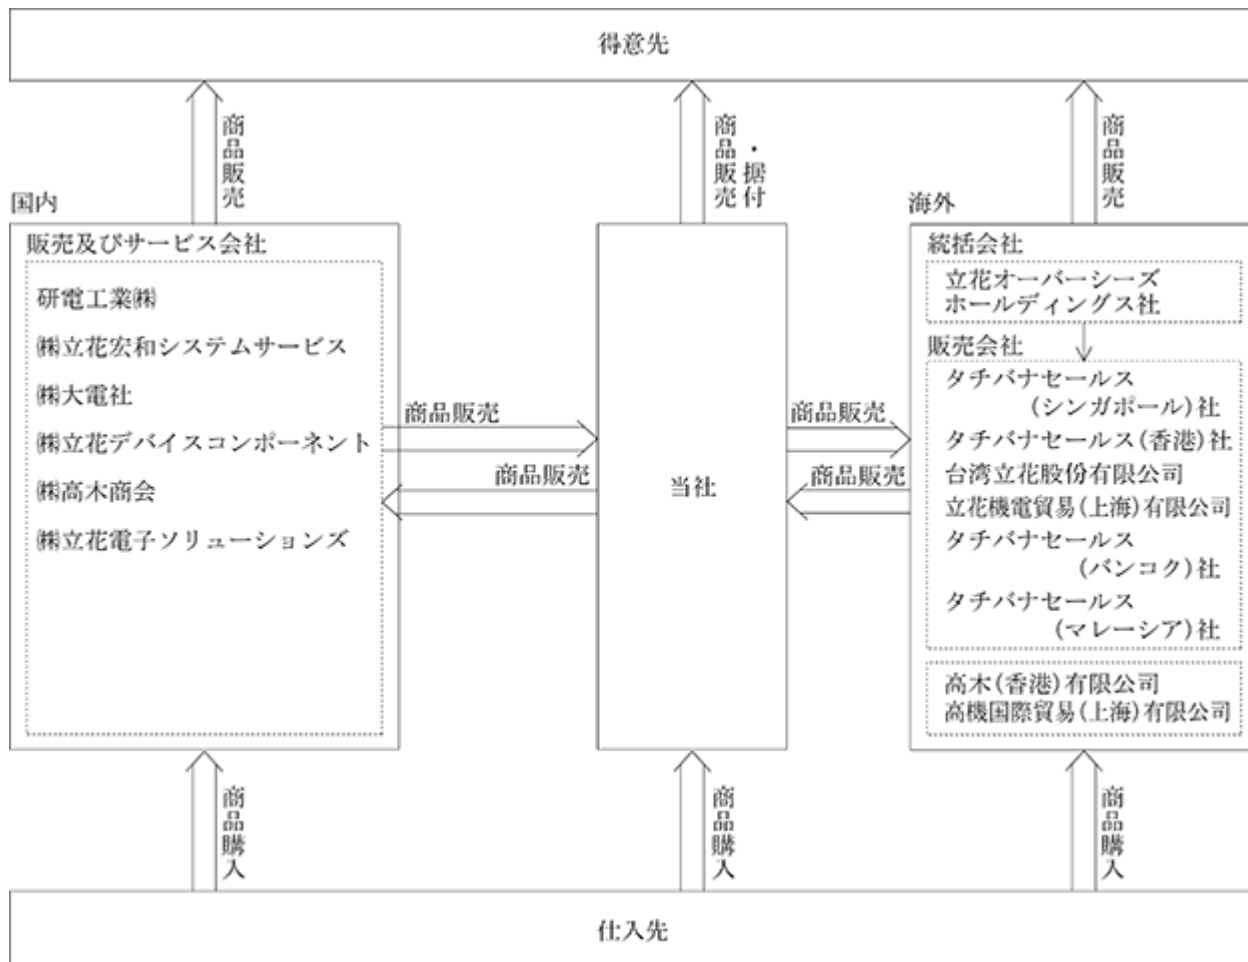 得意先
商品販売
商品販売
・据付
商品販売
国内
海外
販売及びサービス会社
研電工業㈱
㈱立花宏和システムサービス
㈱大電社
㈱立花デバイスコンポーネント
㈱高木商会
㈱立花電子ソリューションズ
商品販売
商品販売
当社
商品販売
商品販売
統括会社
立花オーバーシーズ
ホールディングス社
販売会社
タチバナセールス
(シンガポール)社
タチバナセールス(香港)社
台湾立花股份有限公司
立花機電貿易(上海)有限公司
タチバナセールス
(バンコク)社
タチバナセールス
(マレーシア)社
高木(香港)有限公司
高機国際貿易(上海)有限公司
商品購入
商品購入
商品購入
仕入先